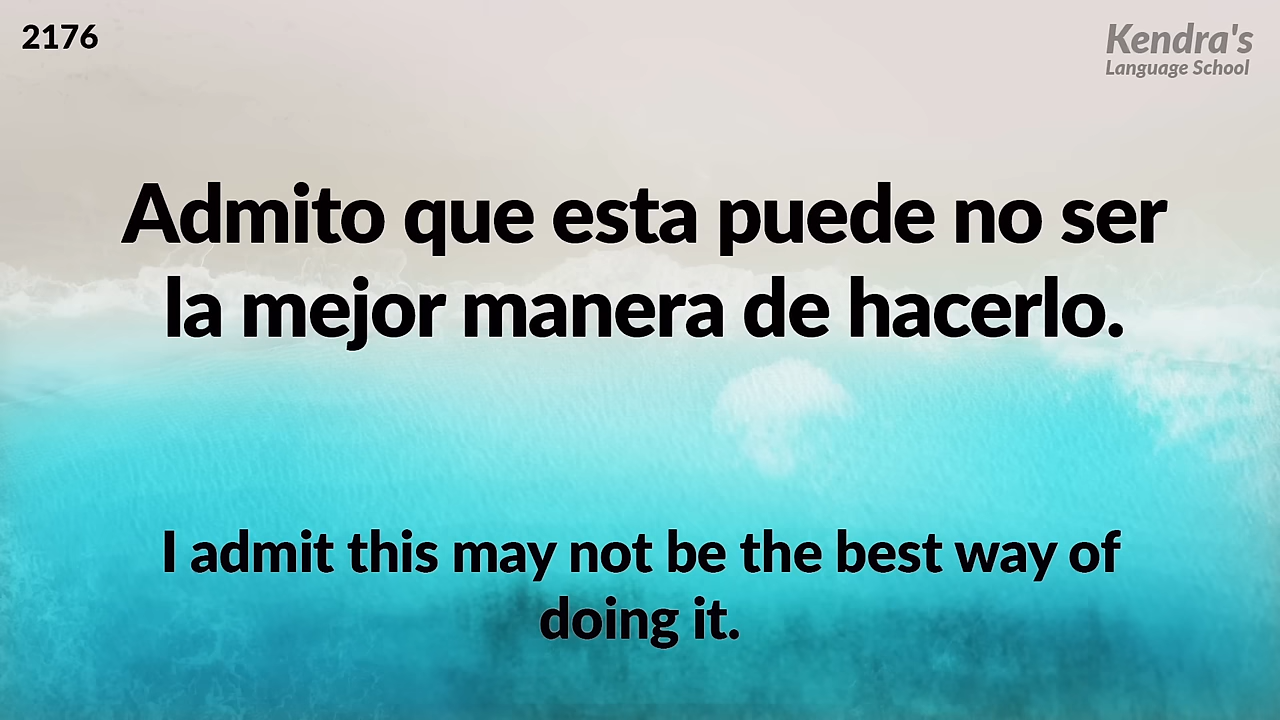 2176
Kendra's
Language School
Admito que esta puede no ser
la mejor manera de hacerlo.
I admit this may not be the best way of
doing it.